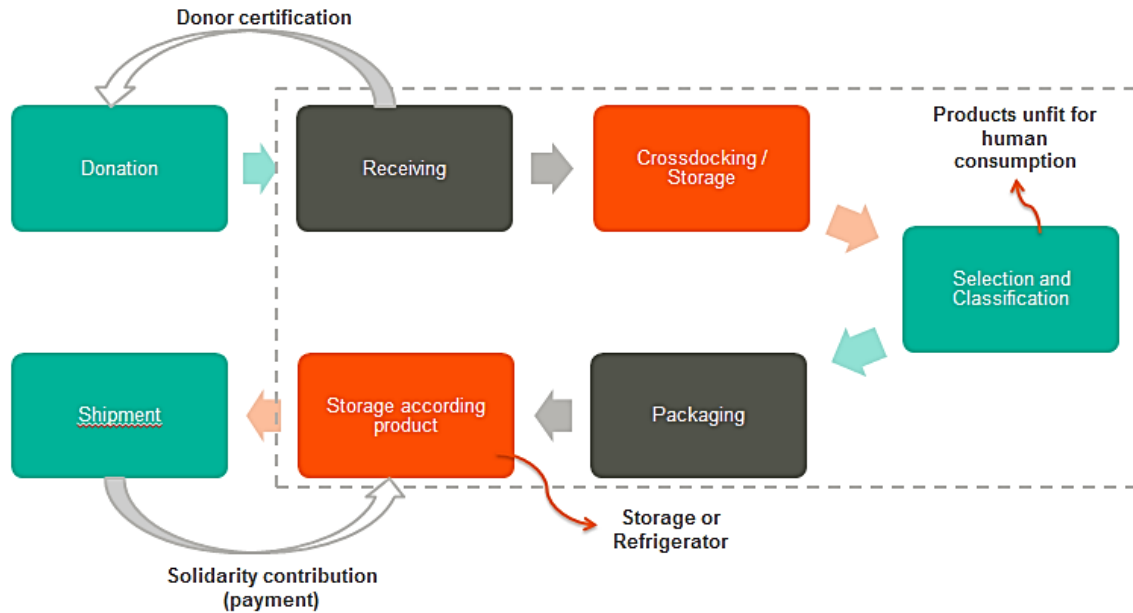 Donor certification
Donation
Receiving
Crossdocking /
Storage
Products unfit for
human
consumption
Selection and
Classification
Shipment
Storage according
product
Packaging
Storage or
Refrigerator
Solidarity contribution
(payment)